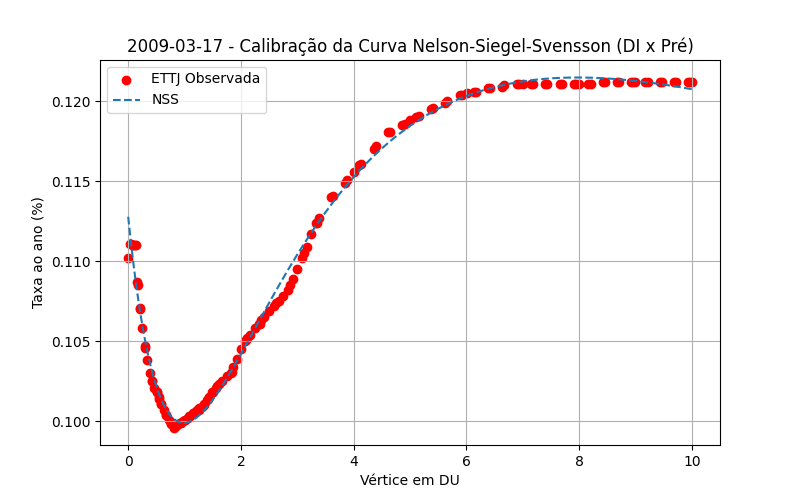 2009-03-17 - Calibração da Curva Nelson-Siegel-Svensson (DI x Pré)
ETTJ Observada
NSS
Taxa ao ano (%)
0.120
0.115
0.110
0.105
0.100
0
2
4
6
8
10
Vértice em DU